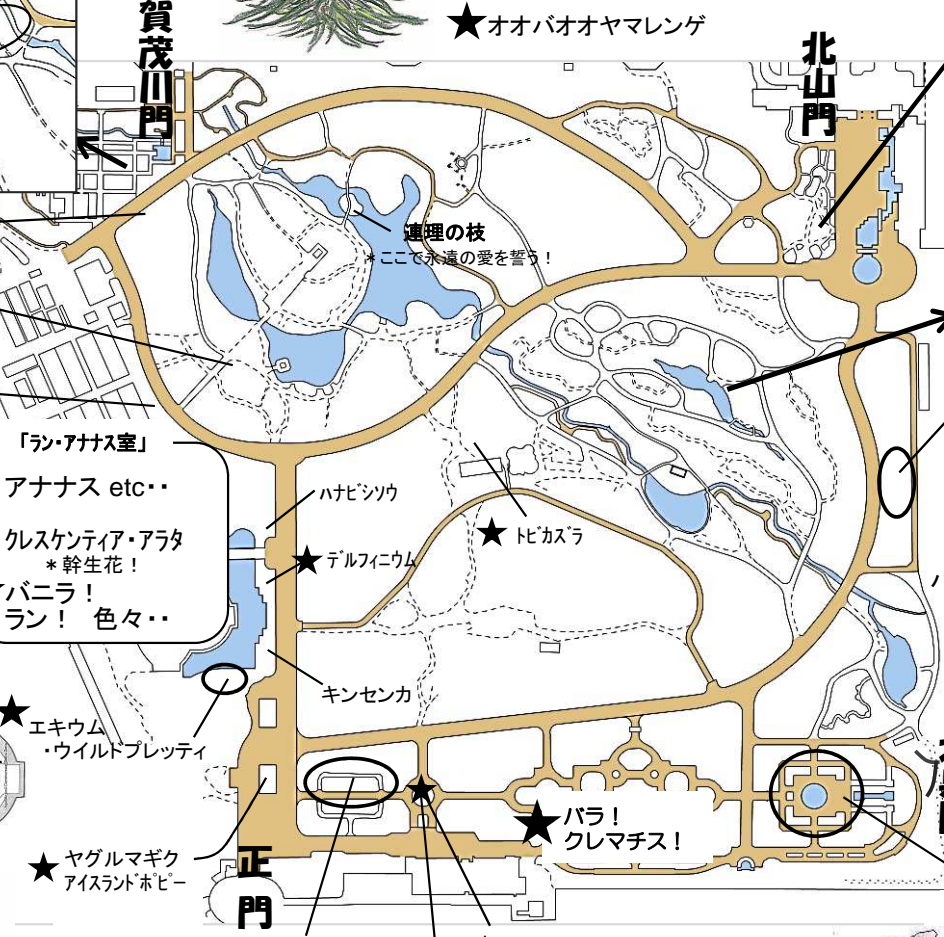 賀茂川門
★オオバオオヤマレンゲ
北山門
連理の枝
*ここで永遠の愛を誓う！
「ラン・アナナス室」
アナナス etc‥
クレスケンティア・アラタ
*幹生花！
バニラ！
ラン！ 色々‥
ハナビシソウ
★デルフィニウム
★トビカズラ
キンセンカ
★エキウム
・ウイルドプレッティ
★バラ！
クレマチス！
★ヤグルマギク
アイスランドポピー
正門